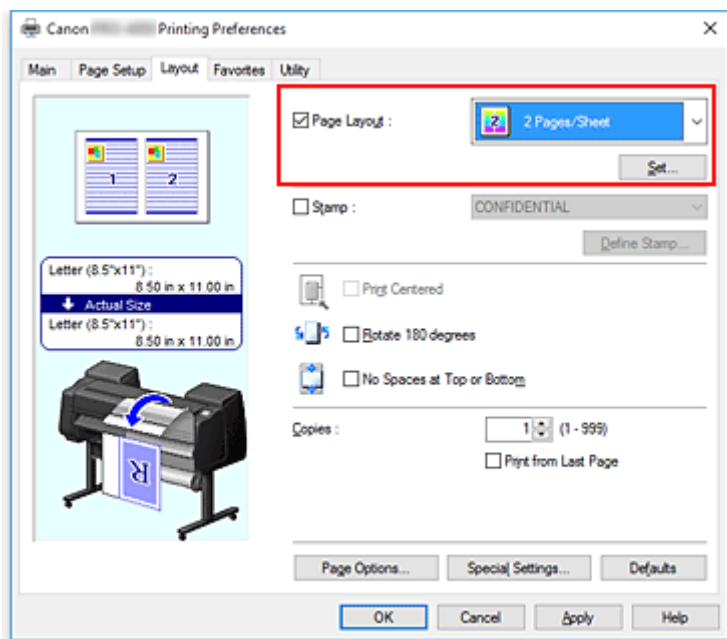 Canon Printing Preferences
Main Page Setup Layout Favorites Utility
Page Layout : 2 2 Pages/Sheet
Set...
1 2
Stamp : CONFIDENTIAL
Define Stamp...
Letter (8.5"x11") :
8.50 in x 11.00 in
Actual Size
Letter (8.5"x11") :
8.50 in x 11.00 in
Print Centered
Rotate 180 degrees
No Spaces at Top or Bottom
Copies : 1 (1 - 999)
Print from Last Page
R
Page Options... Special Settings... Defaults
OK Cancel Apply Help